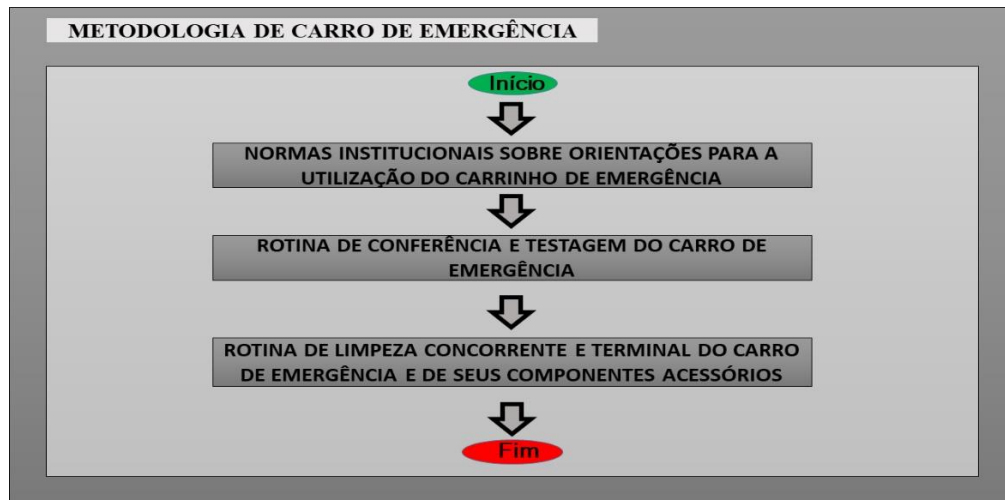 METODOLOGIA DE CARRO DE EMERGÊNCIA
Início
NORMAS INSTITUCIONAIS SOBRE ORIENTAÇÕES PARA A
UTILIZAÇÃO DO CARRINHO DE EMERGÊNCIA
ROTINA DE CONFERÊNCIA E TESTAGEM DO CARRO DE
EMERGÊNCIA
ROTINA DE LIMPEZA CONCORRENTE E TERMINAL DO CARRO
DE EMERGÊNCIA E DE SEUS COMPONENTES ACESSÓRIOS
Fim